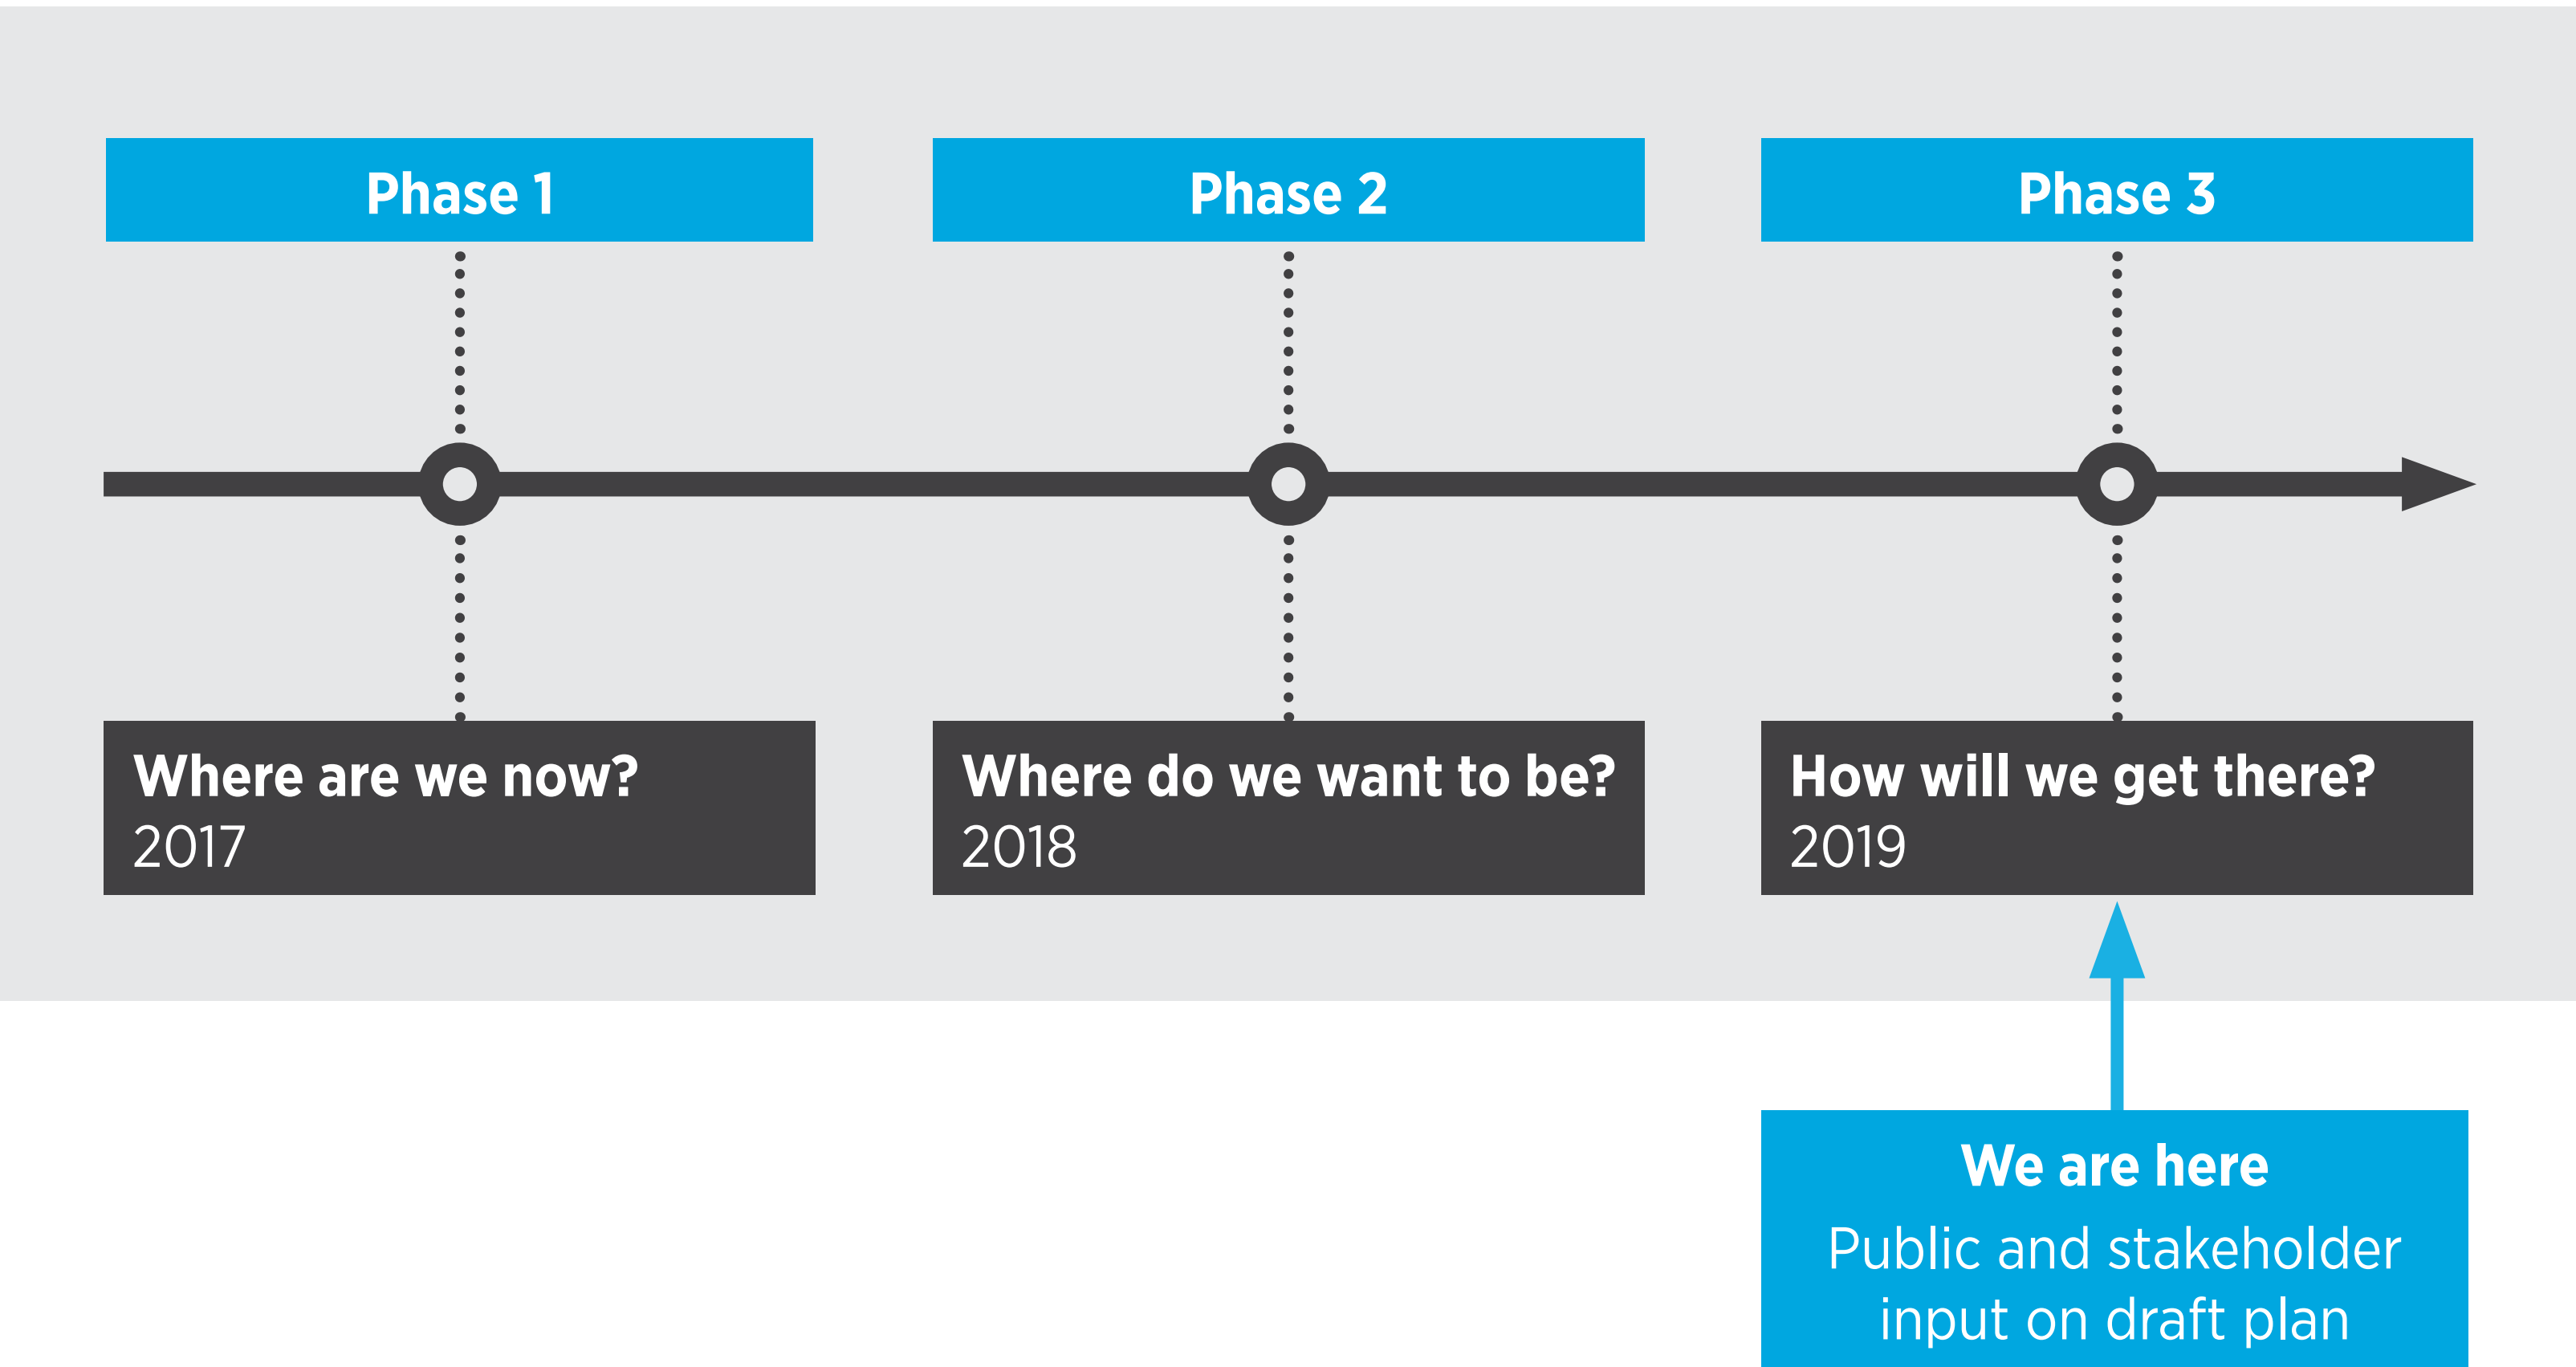 Phase 1
Phase 2
Phase 3
Where are we now?
2017
Where do we want to be?
2018
How will we get there?
2019
We are here
Public and stakeholder
input on draft plan